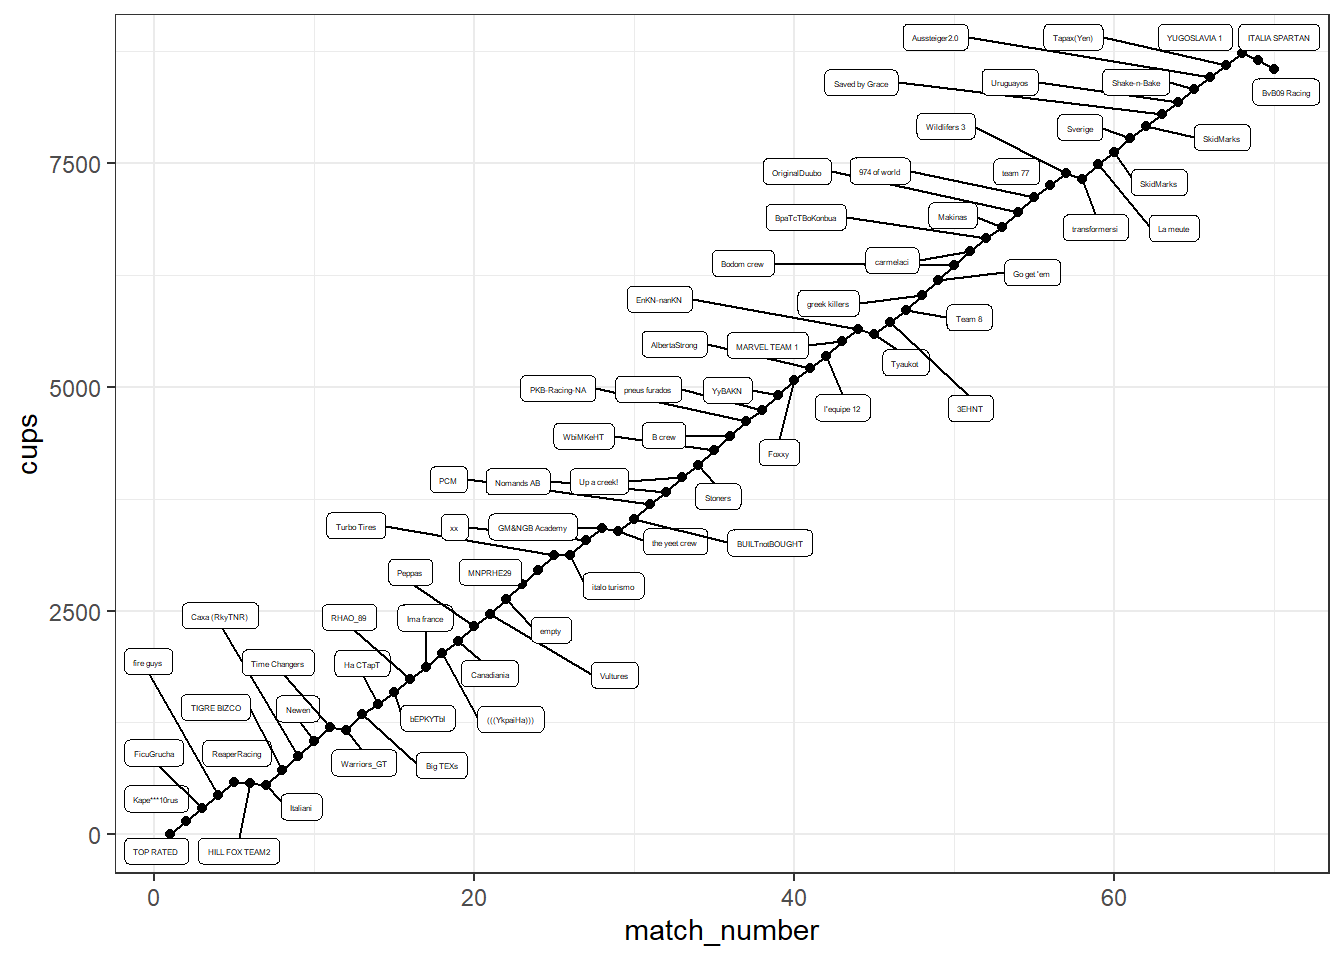 YUGOSLAVIA 1
ITALIA SPARTAN
Aussteiger2.0
Tapax(Yen)
Saved by Grace
Uruguayos
Shake-n-Bake
BvB09 Racing
Wildlifers 3
Sverige
SkidMarks
7500
OriginalDuubo
974 of world
team 77
SkidMarks
BpaTcTBoKonbua
Makinas
transformersi
La meute
Bodom crew
carmelaci
Go get 'em
EnKN-nanKN
greek killers
Team 8
AlbertaStrong
MARVEL TEAM 1
Tyaukot
5000
PKB-Racing-NA
pneus furados
YyBAKN
l'equipe 12
3EHNT
cups
WbiMKeHT
B crew
Foxxy
PCM
Nomands AB
Up a creek!
Stoners
Turbo Tires
xx
GM&NGB Academy
the yeet crew
BUILTnotBOUGHT
Peppas
MNPRHE29
italo turismo
2500
Caxa (RkyTNR)
RHAO_89
Ima france
empty
fire guys
Time Changers
Ha CTapT
Canadiania
Vultures
TIGRE BIZCO
Newen
bEPKYTbI
(((YkpaiHa)))
FicuGrucha
ReaperRacing
Warriors_GT
Big TEXs
Kape***10rus
Italiani
0
TOP RATED
HILL FOX TEAM2
0
20
40
60
match_number